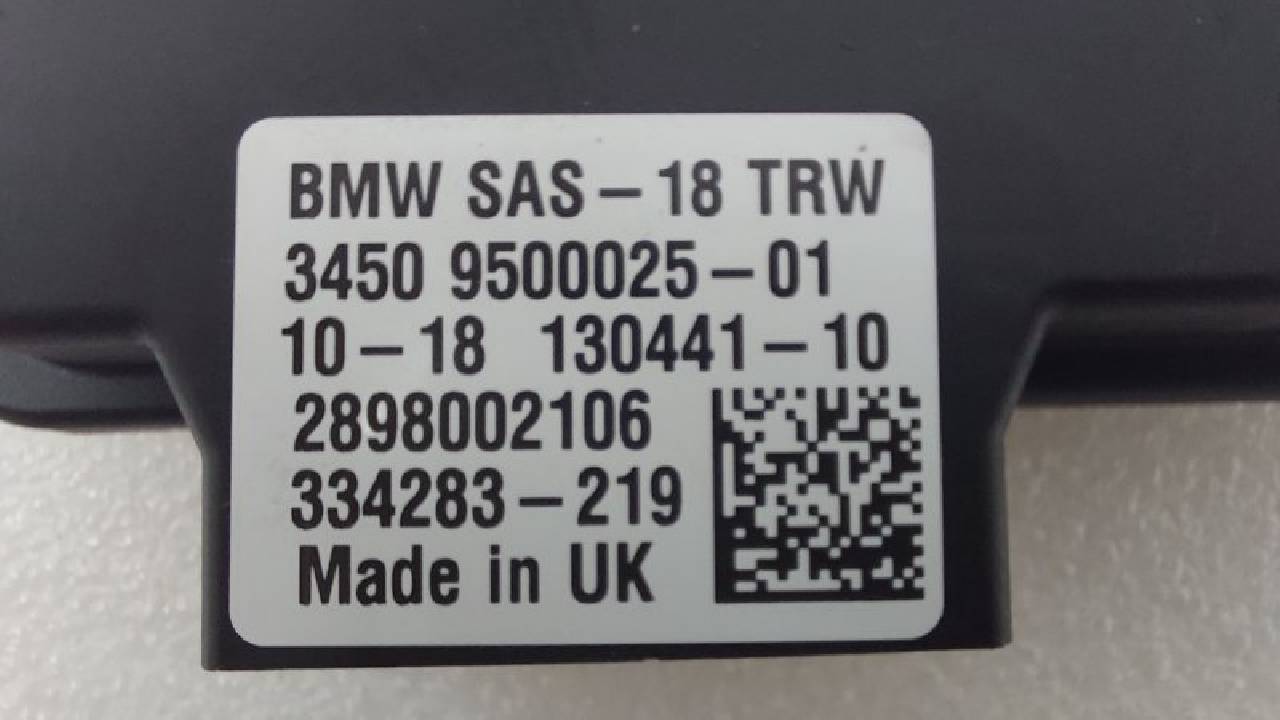 BMW SAS-18 TRW
3450 9500025-01
10-18 130441-10
2898002106
334283-219
Made in UK